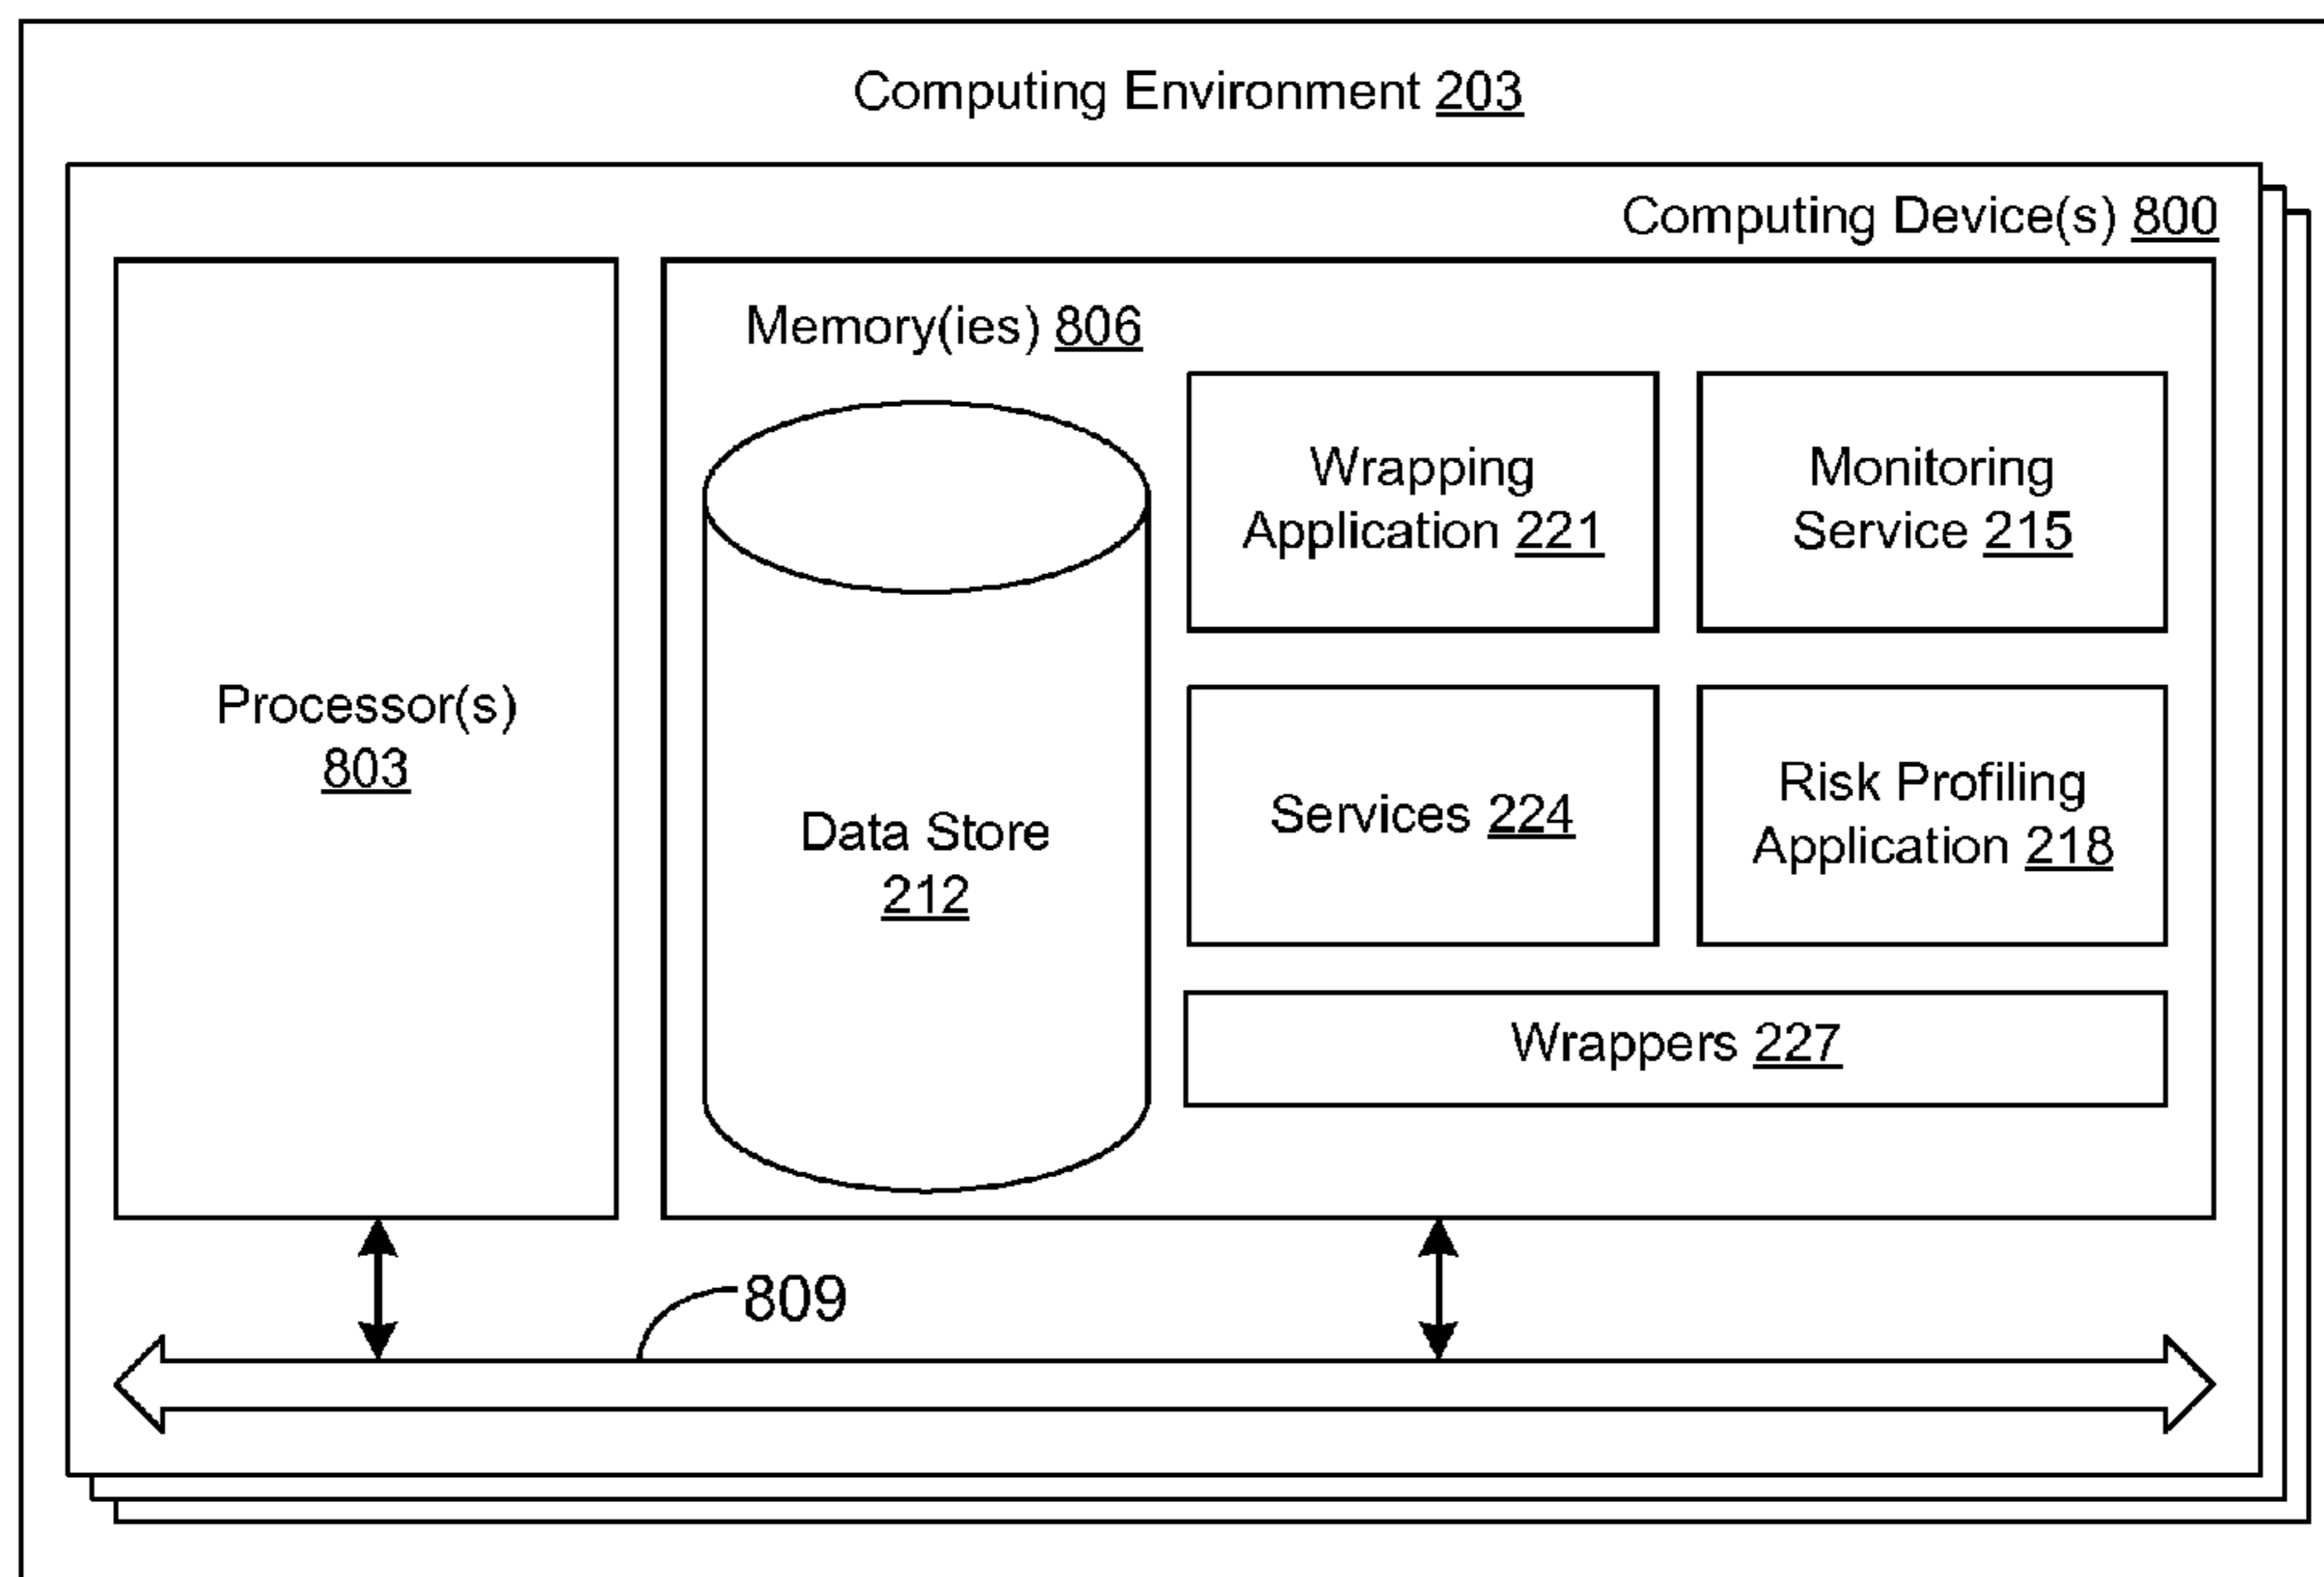 Computing Environment 203
Computing Device(s) 800
Memory(ies) 806
Wrapping
Application 221
Monitoring
Service 215
Processor(s)
803
Data Store
212
Services 224
Risk Profiling
Application 218
Wrappers 227
809